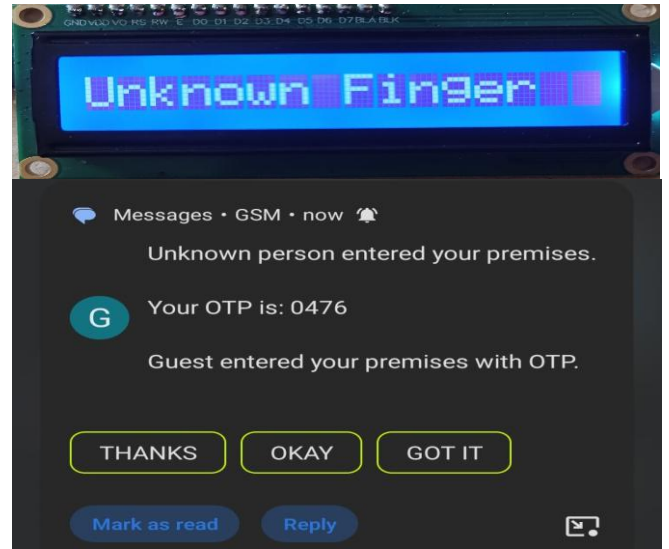 GND VDD VO RS RW E D0 D1 D2 D3 D4 D5 D6 D7 BLA BLK
Unknown Finger
Messages • GSM • now
Unknown person entered your premises.
G
Your OTP is: 0476
Guest entered your premises with OTP.
THANKS
OKAY
GOT IT
Mark as read
Reply